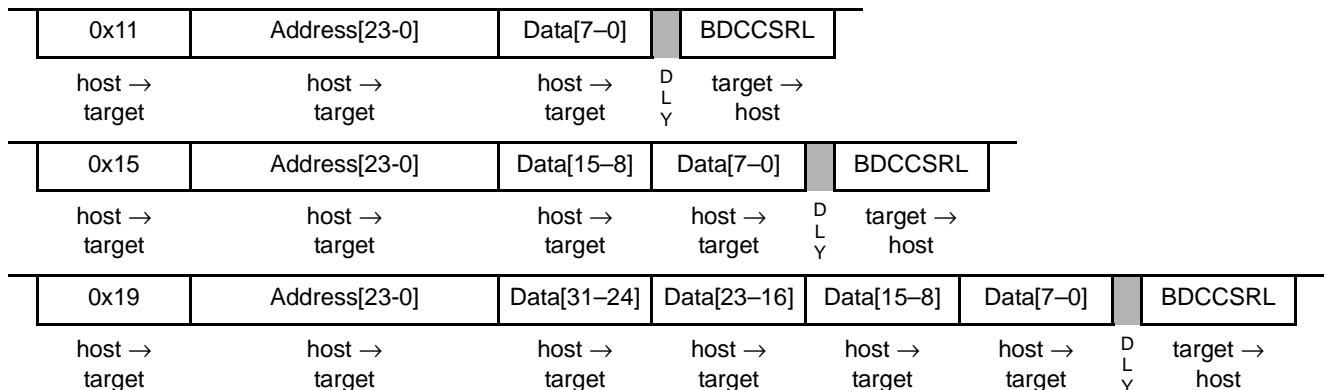 0x11 Address[23-0] Data[7–0] BDCCSRL
host → host → host → D target →
target target target L host
Y
0x15 Address[23-0] Data[15–8] Data[7–0] BDCCSRL
host → host → host → host → D target →
target target target target L host
Y
0x19 Address[23-0] Data[31–24] Data[23–16] Data[15–8] Data[7–0] BDCCSRL
host → host → host → host → host → host → D target →
target target target target target target L host
Y